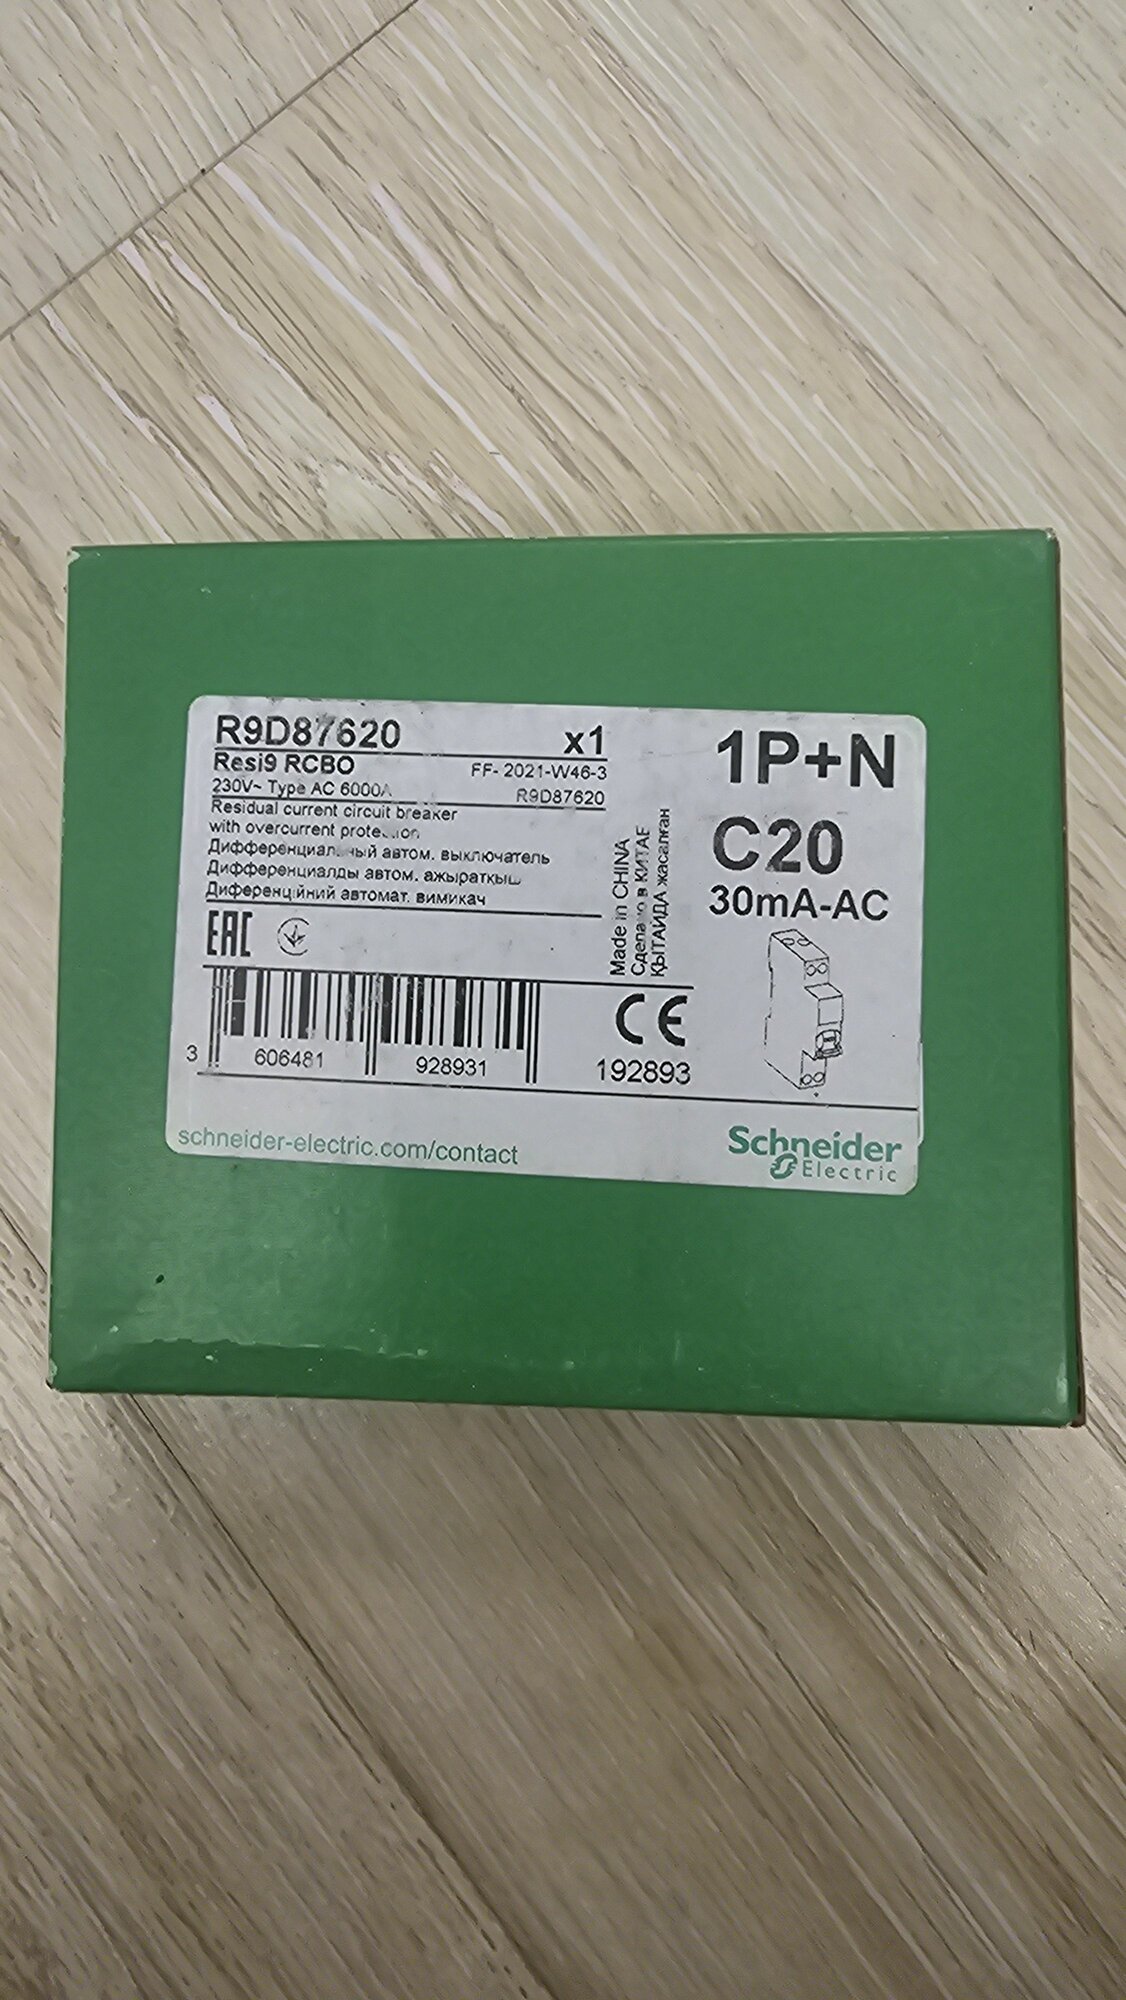 R9D87620 x1
Resi9 RCBO FF- 2021-W46-3
230V~ Type AC 6000A R9D87620
Residual current circuit breaker
with overcurrent protection
Дифференциальный автом. выключатель
Дифференциалды автом. ажыратқыш
Диференційний автомат. вимикач
EAC
Made in CHINA
Сделано в КИТАЕ
ҚЫТАЙДА жасалған
1P+N
C20
30mA-AC
CE
3 606481 928931
192893
schneider-electric.com/contact
Schneider
Electric